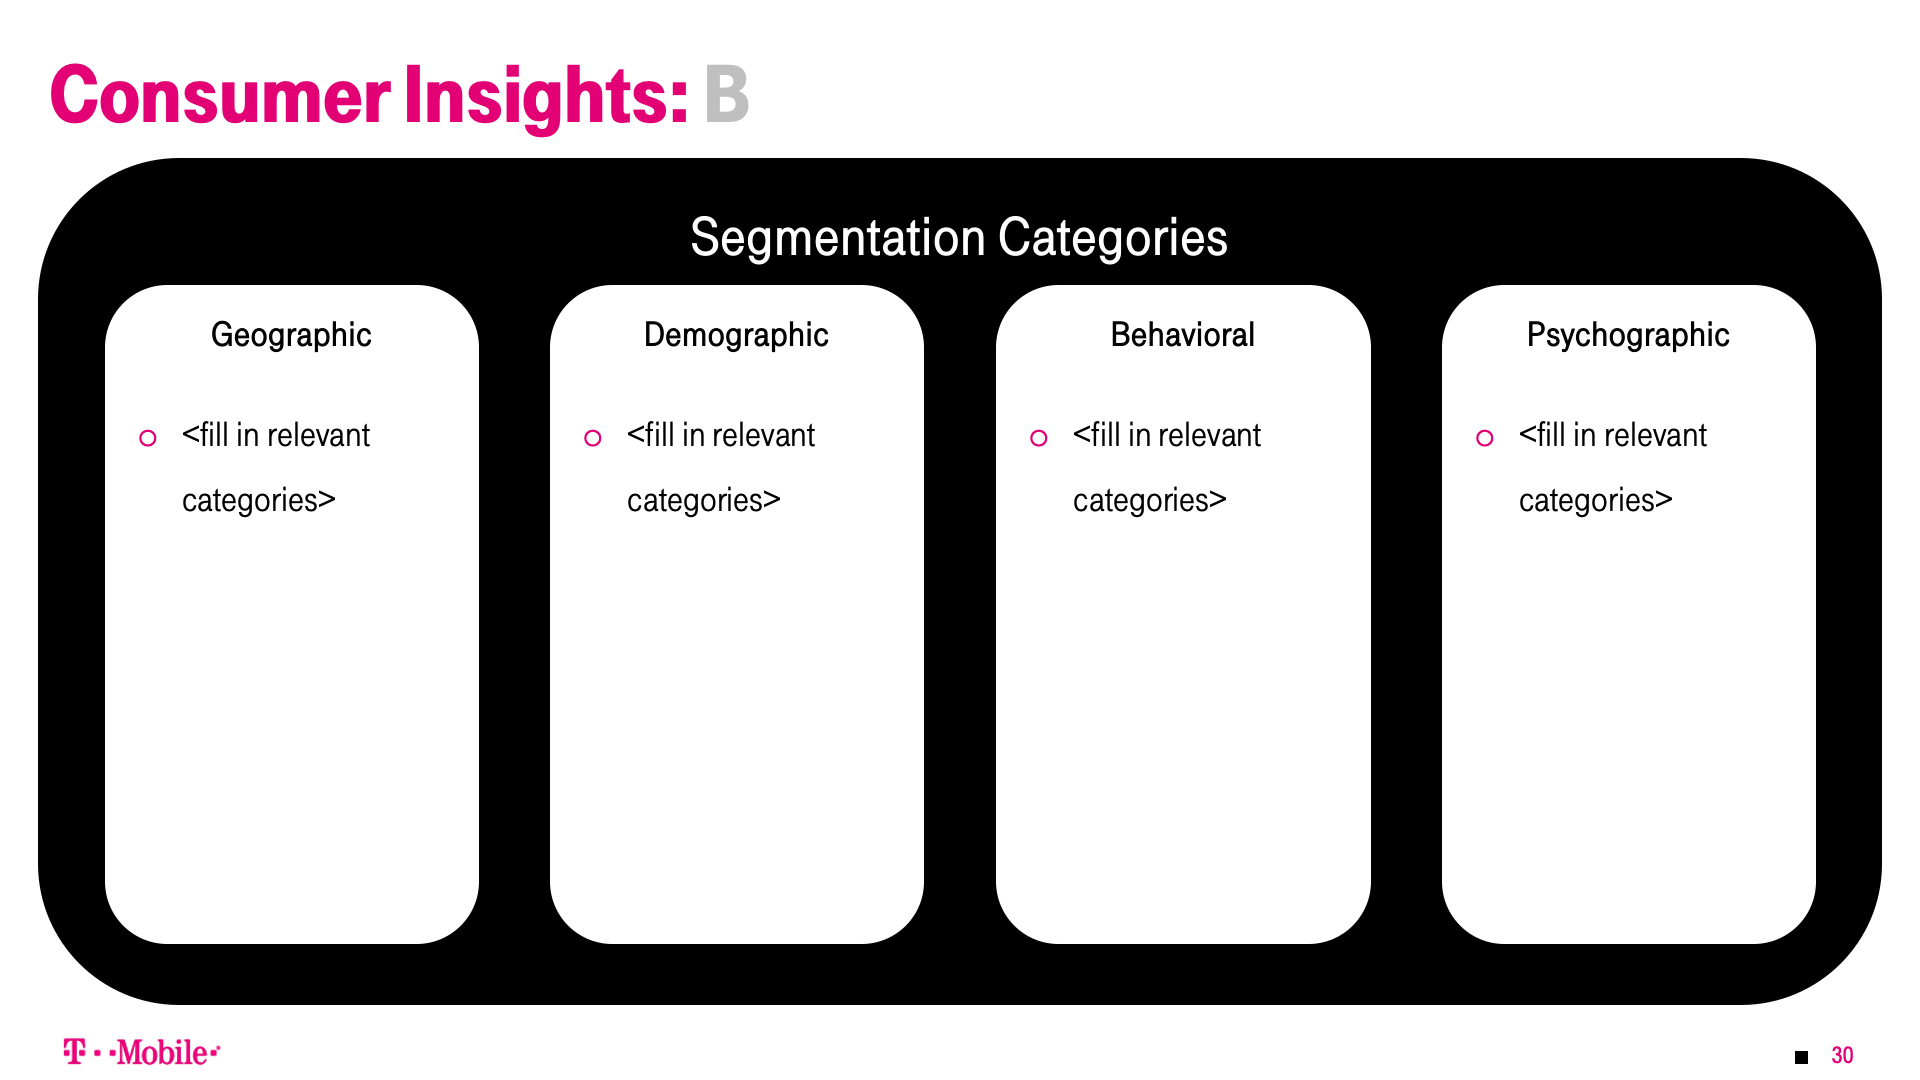 Consumer Insights: B
Segmentation Categories
Geographic
<fill in relevant
categories>
Demographic
<fill in relevant
categories>
Behavioral
<fill in relevant
categories>
Psychographic
<fill in relevant
categories>
T··Mobile·
30